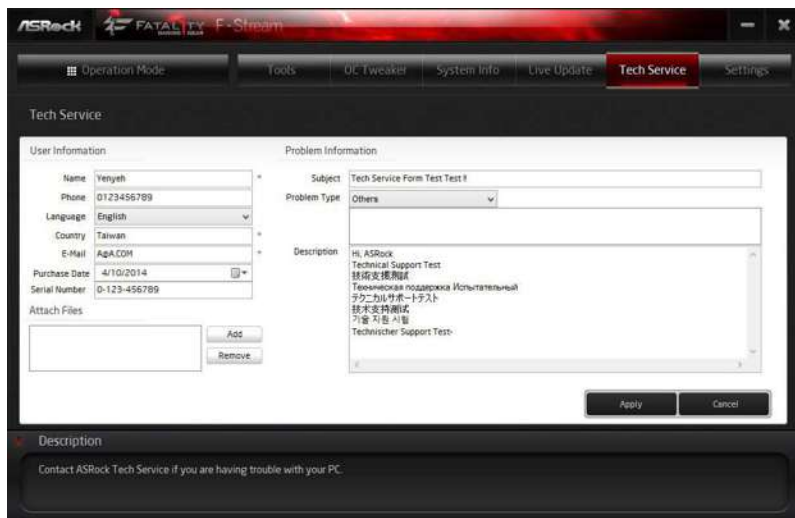 ASRock FATAL1TY GAMING GEAR F-Stream
Operation Mode Tools OC Tweaker System Info Live Update Tech Service Settings
Tech Service
User Information
Name Yenyeh *
Phone 0123456789
Language English
Country Taiwan *
E-Mail A@A.COM *
Purchase Date 4/10/2014
Serial Number 0-123-456789
Attach Files
Add
Remove
Problem Information
Subject Tech Service Form Test Test !!
Problem Type Others
Description Hi, ASRock
Technical Support Test
技術支援測試
Техническая поддержка Испытательный
テクニカルサポートテスト
技术支持测试
기술 지원 시험
Technischer Support Test-
Apply Cancel
Description
Contact ASRock Tech Service if you are having trouble with your PC.